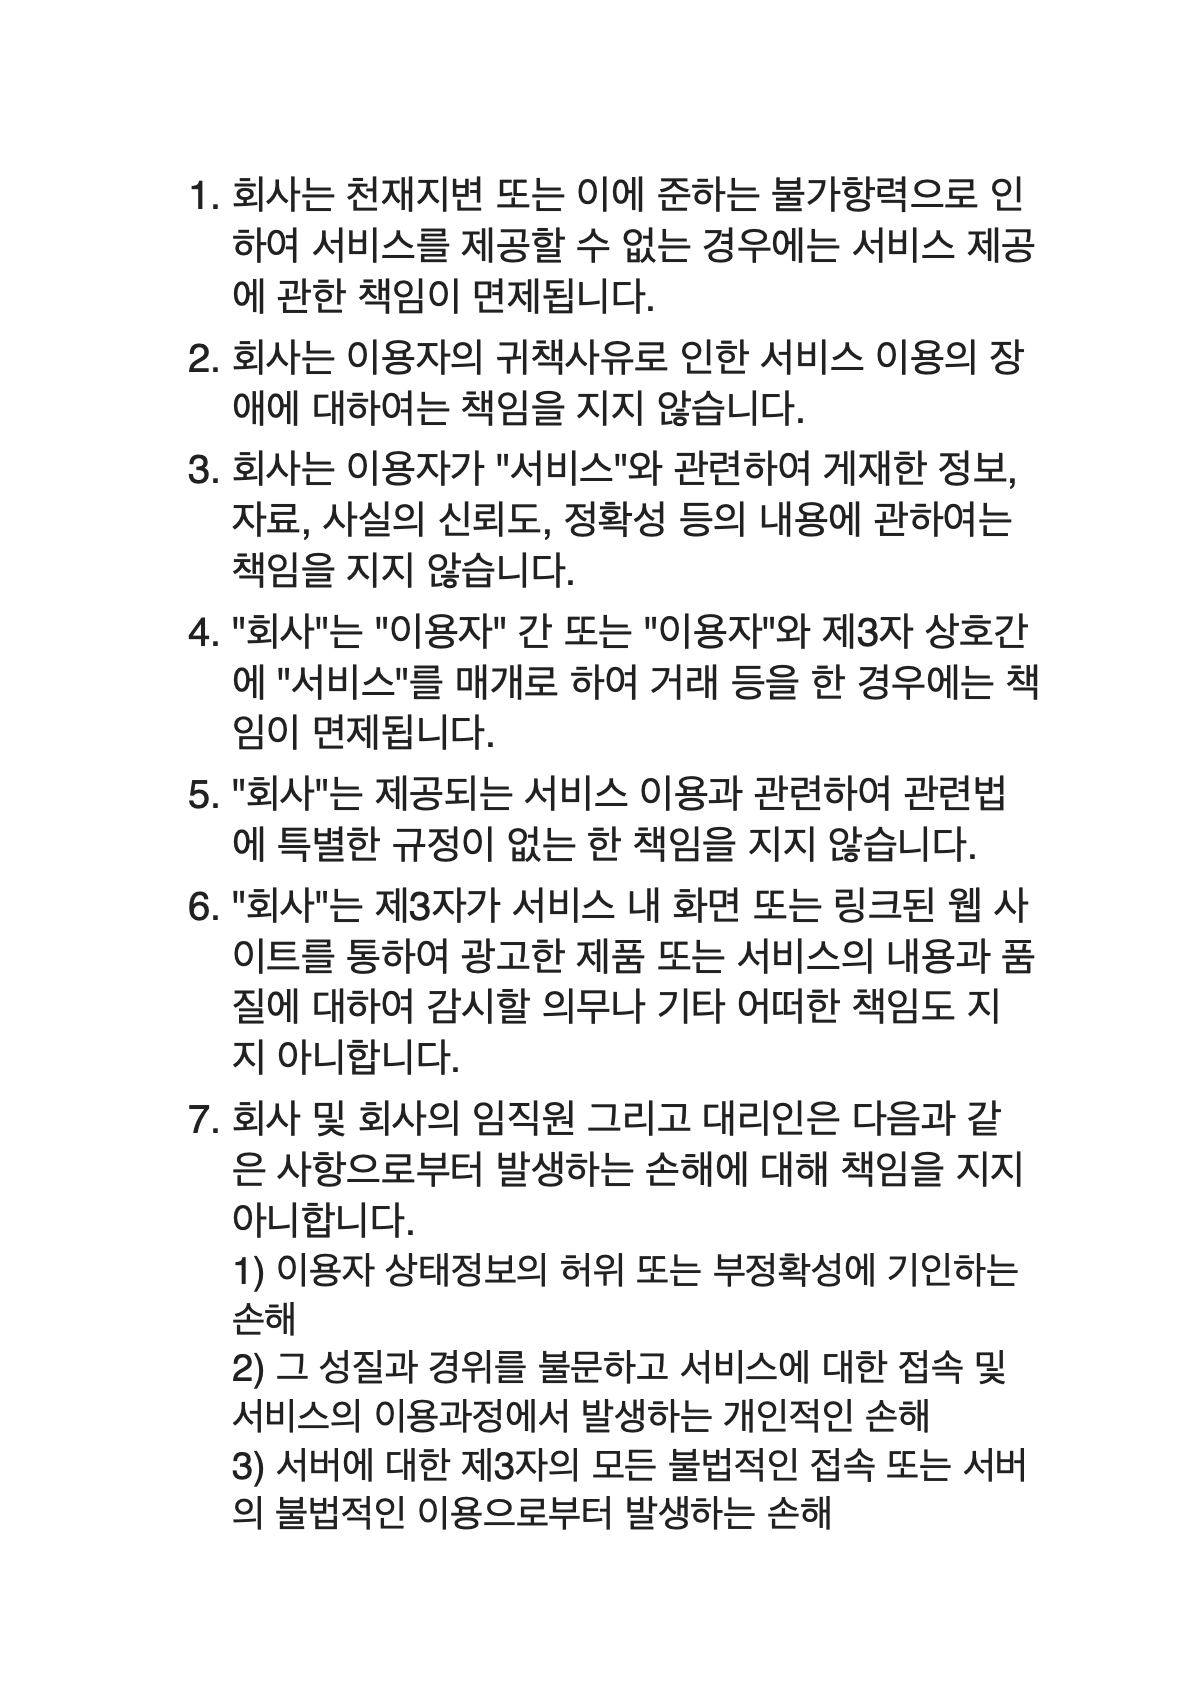 1. 회사는 천재지변 또는 이에 준하는 불가항력으로 인
하여 서비스를 제공할 수 없는 경우에는 서비스 제공
에 관한 책임이 면제됩니다.
2. 회사는 이용자의 귀책사유로 인한 서비스 이용의 장
애에 대하여는 책임을 지지 않습니다.
3. 회사는 이용자가 "서비스"와 관련하여 게재한 정보,
자료, 사실의 신뢰도, 정확성 등의 내용에 관하여는
책임을 지지 않습니다.
4. "회사"는 "이용자" 간 또는 "이용자"와 제3자 상호간
에 "서비스"를 매개로 하여 거래 등을 한 경우에는 책
임이 면제됩니다.
5. "회사"는 제공되는 서비스 이용과 관련하여 관련법
에 특별한 규정이 없는 한 책임을 지지 않습니다.
6. "회사"는 제3자가 서비스 내 화면 또는 링크된 웹 사
이트를 통하여 광고한 제품 또는 서비스의 내용과 품
질에 대하여 감시할 의무나 기타 어떠한 책임도 지
지 아니합니다.
7. 회사 및 회사의 임직원 그리고 대리인은 다음과 같
은 사항으로부터 발생하는 손해에 대해 책임을 지지
아니합니다.
1) 이용자 상태정보의 허위 또는 부정확성에 기인하는
손해
2) 그 성질과 경위를 불문하고 서비스에 대한 접속 및
서비스의 이용과정에서 발생하는 개인적인 손해
3) 서버에 대한 제3자의 모든 불법적인 접속 또는 서버
의 불법적인 이용으로부터 발생하는 손해